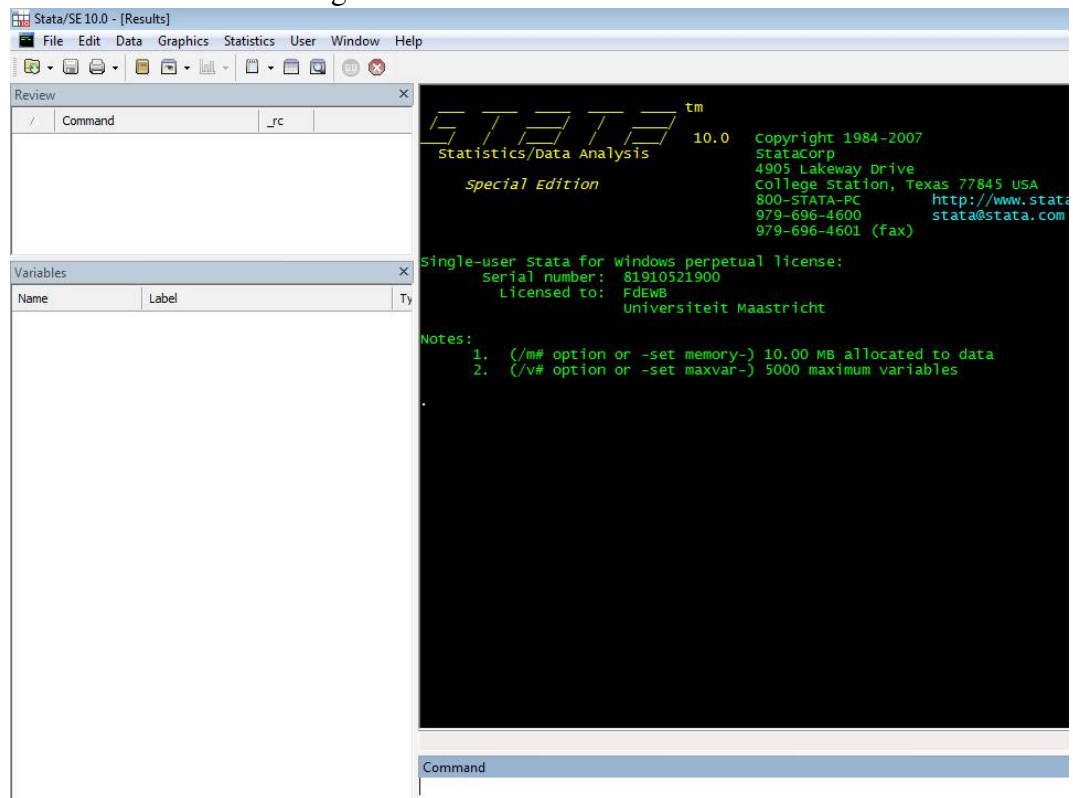 Stata/SE 10.0 - [Results]
File Edit Data Graphics Statistics User Window Help
Review
/ Command _rc
Variables
Name Label Ty
STATA tm
10.0 Copyright 1984-2007
Statistics/Data Analysis StataCorp
4905 Lakeway Drive
Special Edition College Station, Texas 77845 USA
800-STATA-PC http://www.stata
979-696-4600 stata@stata.com
979-696-4601 (fax)
Single-user Stata for Windows perpetual license:
Serial number: 81910521900
Licensed to: FdEWB
Universiteit Maastricht
Notes:
1. (/m# option or -set memory-) 10.00 MB allocated to data
2. (/v# option or -set maxvar-) 5000 maximum variables
.
Command